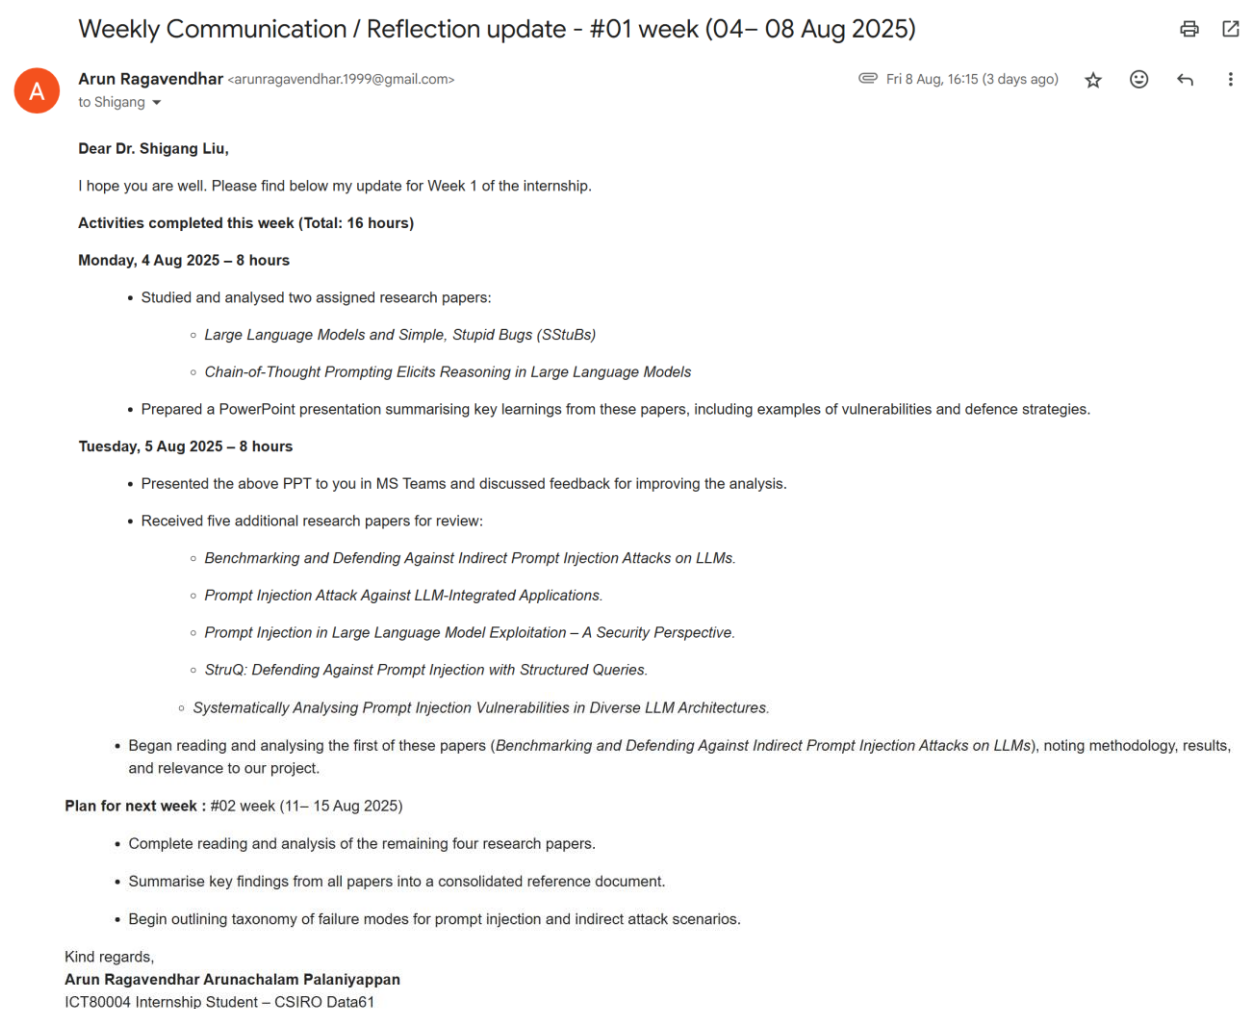 Weekly Communication / Reflection update - #01 week (04– 08 Aug 2025)
A
Arun Ragavendhar <arunragavendhar.1999@gmail.com>
Fri 8 Aug, 16:15 (3 days ago)
to Shigang
Dear Dr. Shigang Liu,
I hope you are well. Please find below my update for Week 1 of the internship.
Activities completed this week (Total: 16 hours)
Monday, 4 Aug 2025 – 8 hours
• Studied and analysed two assigned research papers:
◦ Large Language Models and Simple, Stupid Bugs (SStuBs)
◦ Chain-of-Thought Prompting Elicits Reasoning in Large Language Models
• Prepared a PowerPoint presentation summarising key learnings from these papers, including examples of vulnerabilities and defence strategies.
Tuesday, 5 Aug 2025 – 8 hours
• Presented the above PPT to you in MS Teams and discussed feedback for improving the analysis.
• Received five additional research papers for review:
◦ Benchmarking and Defending Against Indirect Prompt Injection Attacks on LLMs.
◦ Prompt Injection Attack Against LLM-Integrated Applications.
◦ Prompt Injection in Large Language Model Exploitation – A Security Perspective.
◦ StruQ: Defending Against Prompt Injection with Structured Queries.
◦ Systematically Analysing Prompt Injection Vulnerabilities in Diverse LLM Architectures.
• Began reading and analysing the first of these papers (Benchmarking and Defending Against Indirect Prompt Injection Attacks on LLMs), noting methodology, results,
and relevance to our project.
Plan for next week : #02 week (11– 15 Aug 2025)
• Complete reading and analysis of the remaining four research papers.
• Summarise key findings from all papers into a consolidated reference document.
• Begin outlining taxonomy of failure modes for prompt injection and indirect attack scenarios.
Kind regards,
Arun Ragavendhar Arunachalam Palaniyappan
ICT80004 Internship Student – CSIRO Data61